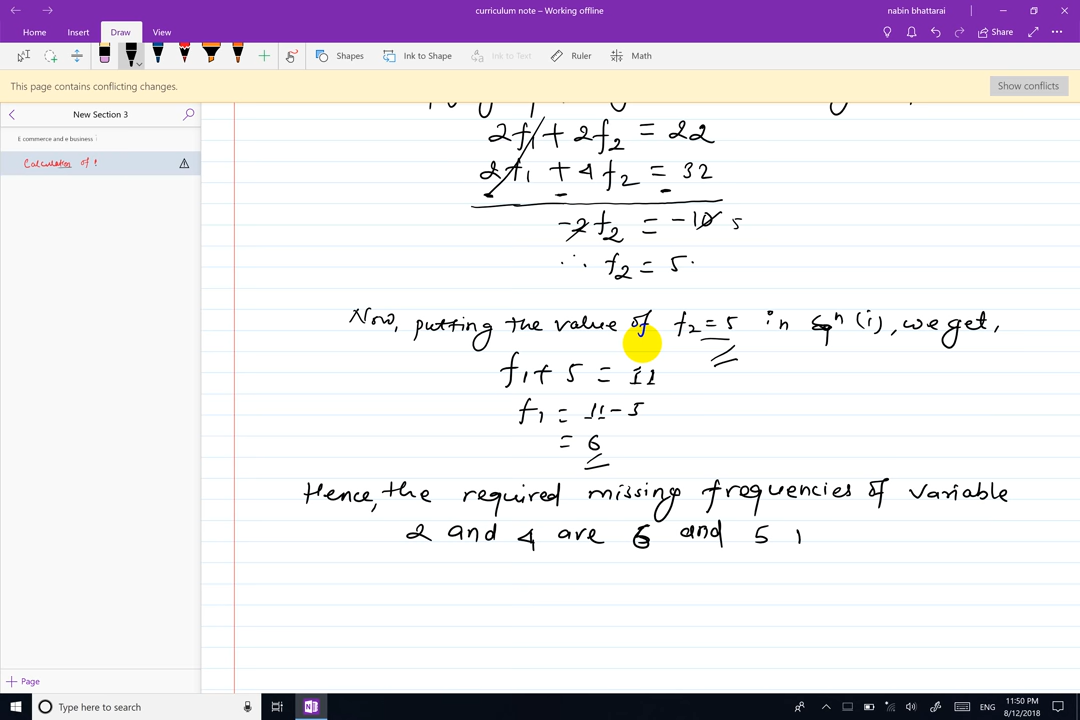 curriculum note – Working offline
nabin bhattarai
Home Insert Draw View
Share
Shapes Ink to Shape Ink to Text Ruler Math
This page contains conflicting changes.
Show conflicts
New Section 3
E commerce and e business
Calculation of
2f₁ + 2f₂ = 22
2f₁ + 4f₂ = 32
- - -
-2f₂ = -10 5
∴ f₂ = 5.
Now, putting the value of f₂ = 5 in Eqⁿ (i), we get,
f₁ + 5 = 11
f₁ = 11 - 5
= 6
Hence, the required missing frequencies of variable
2 and 4 are 6 and 5
+ Page
Type here to search
ENG
11:50 PM
8/12/2018